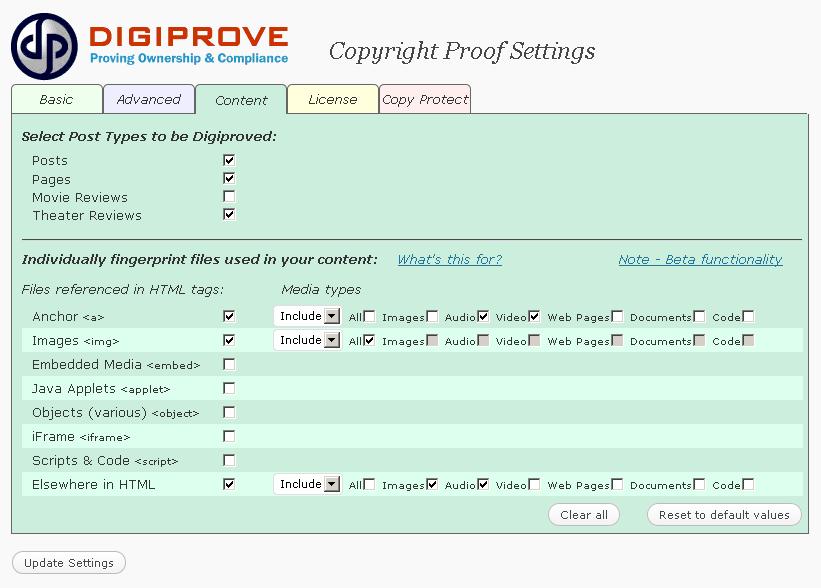 dp DIGIPROVE
Proving Ownership & Compliance
Copyright Proof Settings
Basic Advanced Content License Copy Protect
Select Post Types to be Digiproved:
Posts
Pages
Movie Reviews
Theater Reviews
Individually fingerprint files used in your content: What's this for? Note - Beta functionality
Files referenced in HTML tags: Media types
Anchor <a> Include All Images Audio Video Web Pages Documents Code
Images <img> Include All Images Audio Video Web Pages Documents Code
Embedded Media <embed>
Java Applets <applet>
Objects (various) <object>
iFrame <iframe>
Scripts & Code <script>
Elsewhere in HTML Include All Images Audio Video Web Pages Documents Code
Clear all Reset to default values
Update Settings